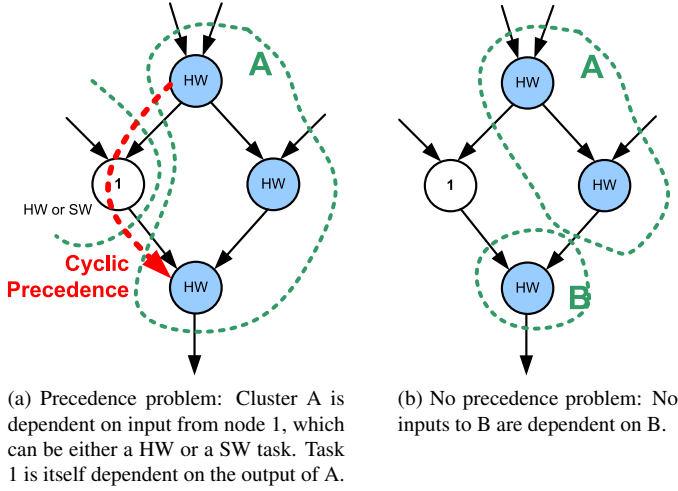 HW
A
HW
A
1
HW
HW or SW
1
HW
Cyclic
Precedence
HW
HW
B
(a) Precedence problem: Cluster A is
dependent on input from node 1, which
can be either a HW or a SW task. Task
1 is itself dependent on the output of A.
(b) No precedence problem: No
inputs to B are dependent on B.